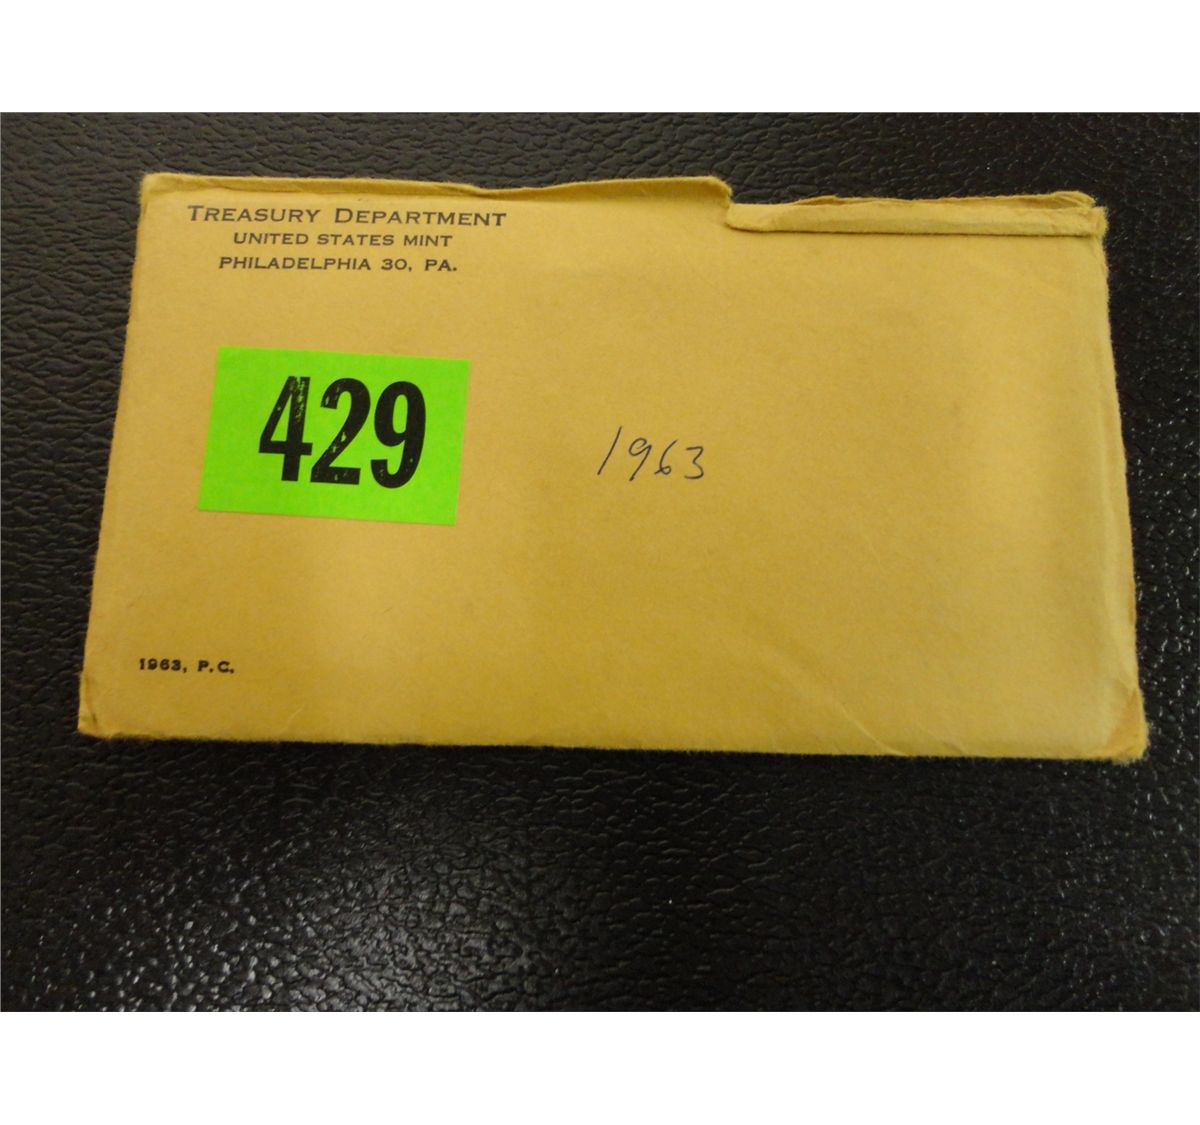 TREASURY DEPARTMENT
UNITED STATES MINT
PHILADELPHIA 30, PA.
429
1963
1963, P.C.